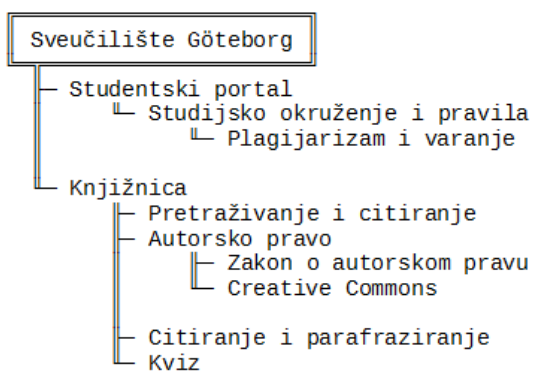 Sveučilište Göteborg
Studentski portal
Studijsko okruženje i pravila
Plagijarizam i varanje
Knjižnica
Pretraživanje i citiranje
Autorsko pravo
Zakon o autorskom pravu
Creative Commons
Citiranje i parafraziranje
Kviz